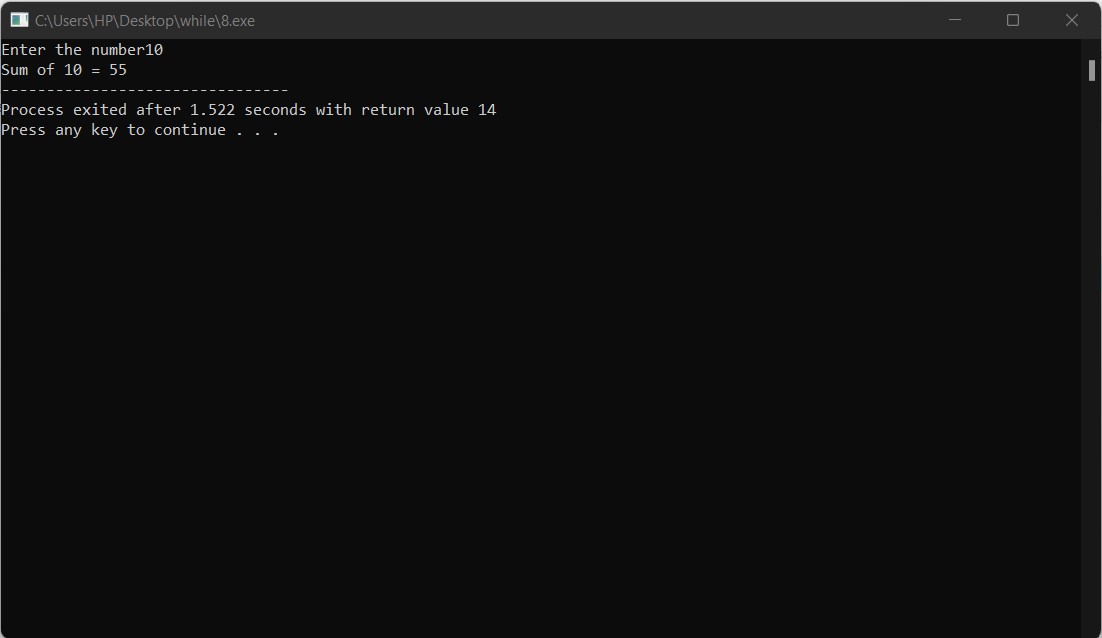 C:\Users\HP\Desktop\while\8.exe
Enter the number10
Sum of 10 = 55
--------------------------------
Process exited after 1.522 seconds with return value 14
Press any key to continue . . .